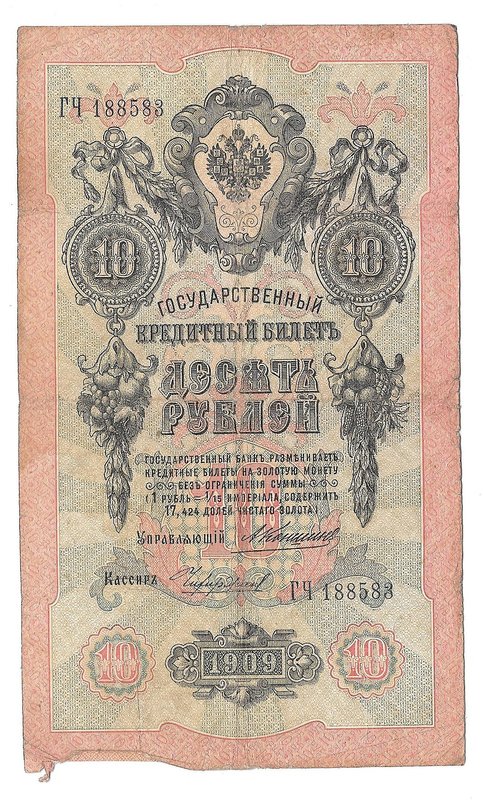 ГЧ 188583
10 10
ГОСУДАРСТВЕННЫЙ
КРЕДИТНЫЙ БИЛЕТЪ
ДЕСЯТЬ
РУБЛЕЙ
ГОСУДАРСТВЕННЫЙ БАНКЪ РАЗМѢНИВАЕТЪ
КРЕДИТНЫЕ БИЛЕТЫ НА ЗОЛОТУЮ МОНЕТУ
БЕЗЪ ОГРАНИЧЕНІЯ СУММЫ
(1 РУБЛЬ = 1/15 ИМПЕРІАЛА, СОДЕРЖИТЪ
17,424 ДОЛЕЙ ЧИСТАГО ЗОЛОТА).
10
Управляющій
Кассиръ
ГЧ 188583
10 1909 10